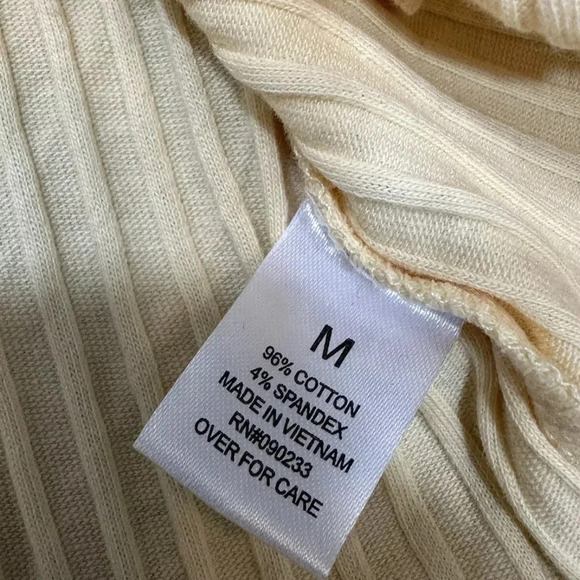 M
96% COTTON
4% SPANDEX
MADE IN VIETNAM
RN#090233
OVER FOR CARE